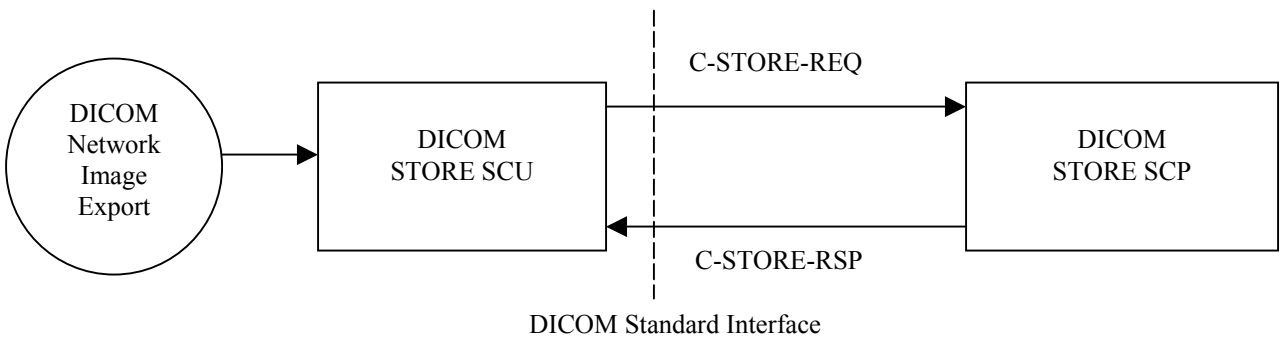 C-STORE-REQ
DICOM
Network
Image
Export
DICOM
STORE SCU
DICOM
STORE SCP
C-STORE-RSP
DICOM Standard Interface